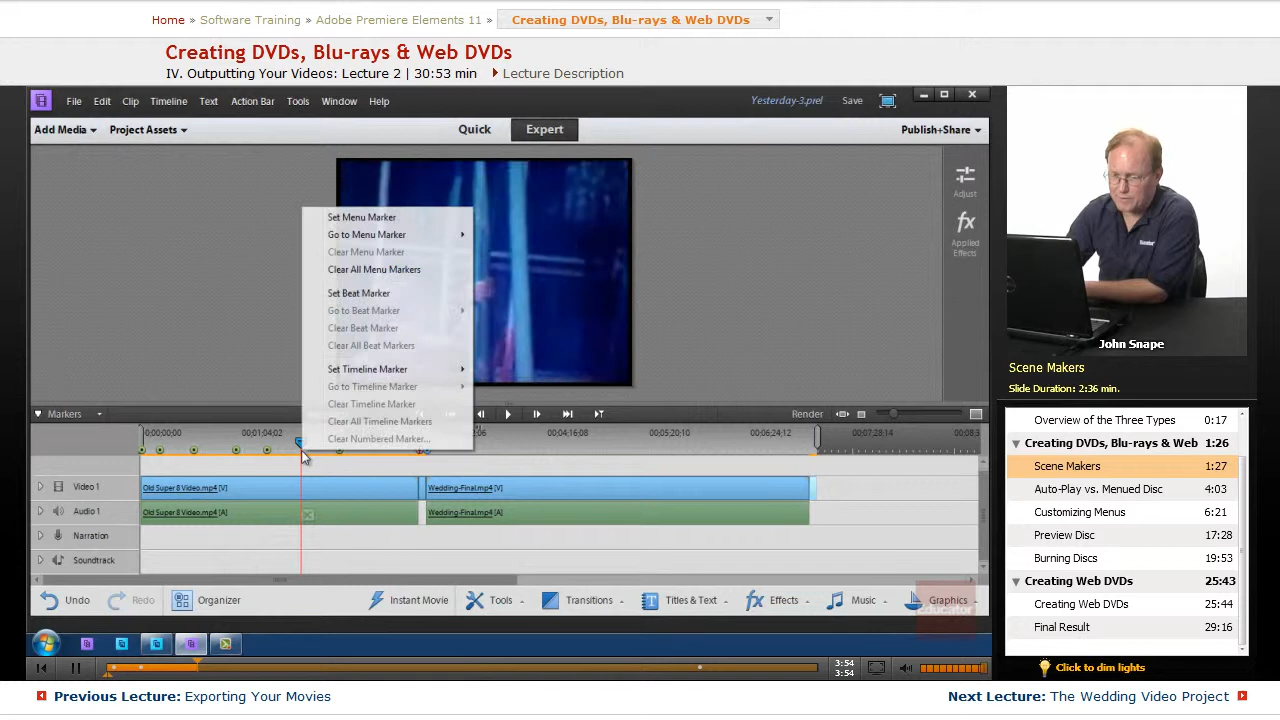 Home » Software Training » Adobe Premiere Elements 11 » Creating DVDs, Blu-rays & Web DVDs
Creating DVDs, Blu-rays & Web DVDs
IV. Outputting Your Videos: Lecture 2 | 30:53 min Lecture Description
File Edit Clip Timeline Text Action Bar Tools Window Help Yesterday-3.prel Save
Add Media Project Assets Quick Expert Publish+Share
Adjust
fx
Applied Effects
Set Menu Marker
Go to Menu Marker
Clear Menu Marker
Clear All Menu Markers
Set Beat Marker
Go to Beat Marker
Clear Beat Marker
Clear All Beat Markers
Set Timeline Marker
Go to Timeline Marker
Clear Timeline Marker
Clear All Timeline Markers
Clear Numbered Marker...
Markers Render
00;00;00;00 00;01;04;02 00;04;16;08 00;05;20;10 00;06;24;12 00;07;28;14
Video 1 Old Super 8 Video.mp4 [V] Wedding-Final.mp4 [V]
Audio 1 Old Super 8 Video.mp4 [A] Wedding-Final.mp4 [A]
Narration
Soundtrack
Undo Redo Organizer Instant Movie Tools Transitions Titles & Text fx Effects Music Graphics
3:54
3:54
John Snape
Scene Makers
Slide Duration: 2:36 min.
Overview of the Three Types 0:17
Creating DVDs, Blu-rays & Web 1:26
Scene Makers 1:27
Auto-Play vs. Menued Disc 4:03
Customizing Menus 6:21
Preview Disc 17:28
Burning Discs 19:53
Creating Web DVDs 25:43
Creating Web DVDs 25:44
Final Result 29:16
Click to dim lights
Previous Lecture: Exporting Your Movies
Next Lecture: The Wedding Video Project